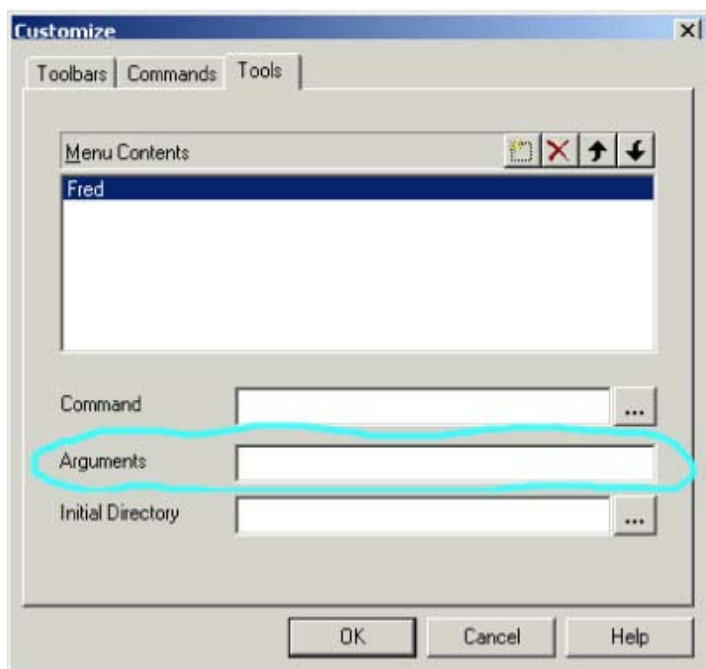 Customize
Toolbars Commands Tools
Menu Contents
Fred
Command ...
Arguments
Initial Directory ...
OK Cancel Help